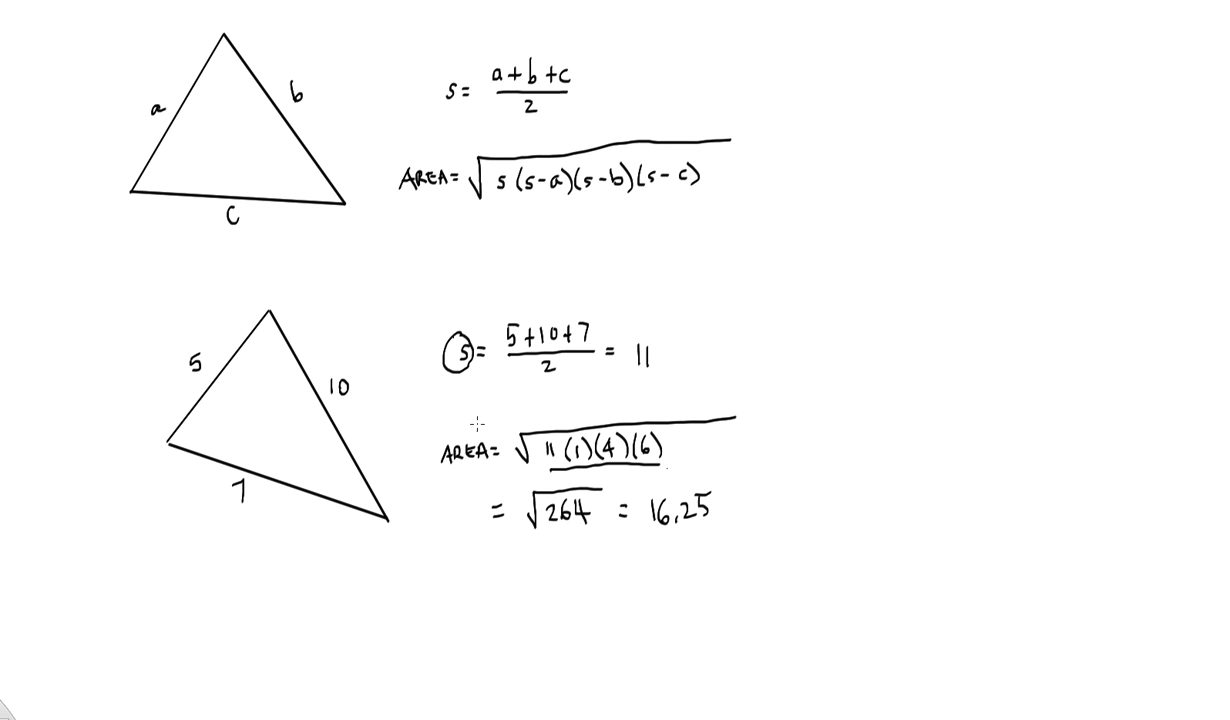 a
b
c
s = (a+b+c)/2
AREA = √(s(s-a)(s-b)(s-c))
5
10
7
s = (5+10+7)/2 = 11
AREA = √(11(1)(4)(6))
= √264 = 16.25